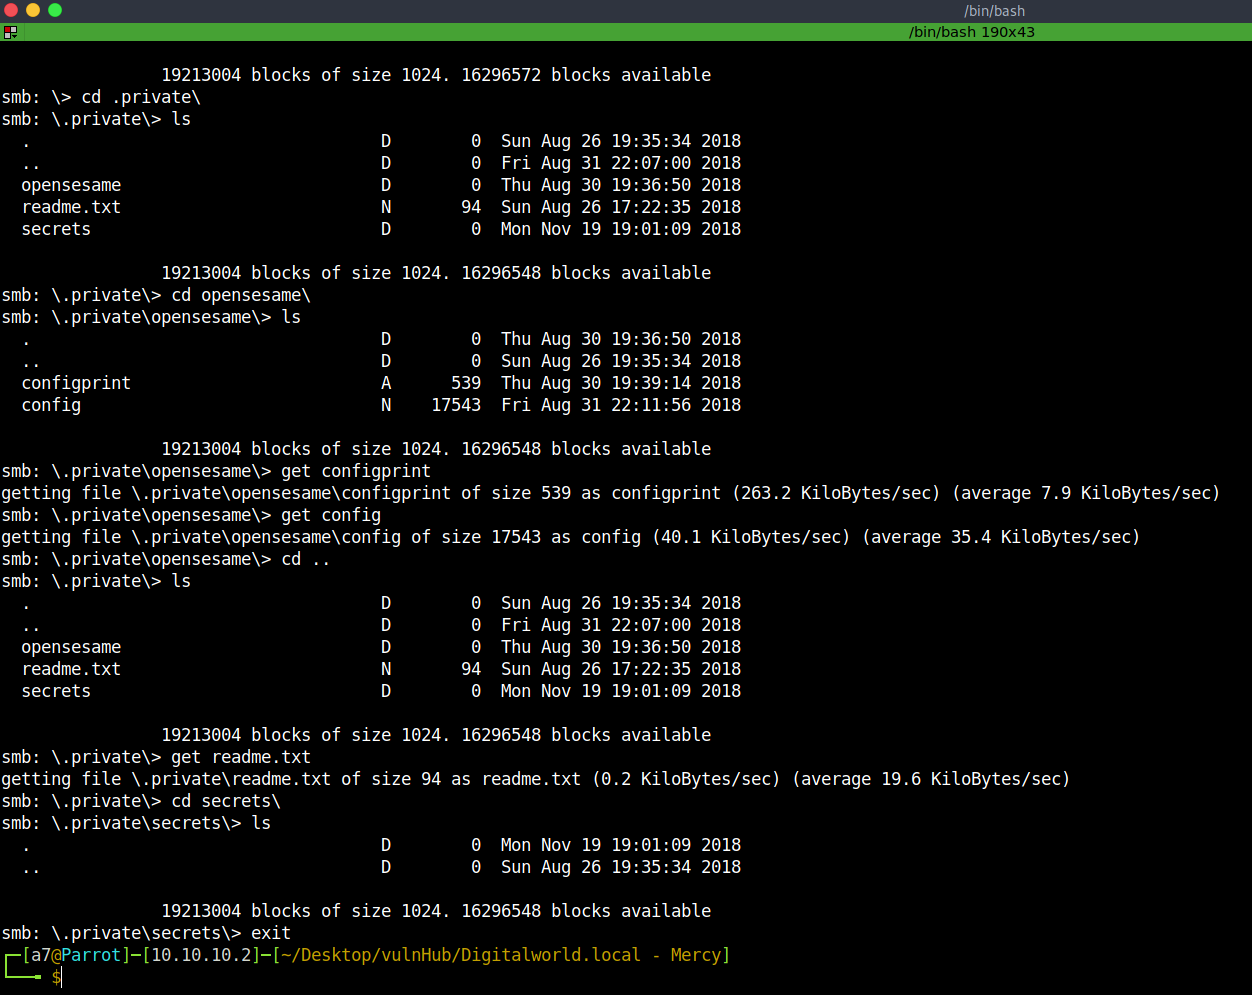 /bin/bash
/bin/bash 190x43
19213004 blocks of size 1024. 16296572 blocks available
smb: \> cd .private\
smb: \.private\> ls
. D 0 Sun Aug 26 19:35:34 2018
.. D 0 Fri Aug 31 22:07:00 2018
opensesame D 0 Thu Aug 30 19:36:50 2018
readme.txt N 94 Sun Aug 26 17:22:35 2018
secrets D 0 Mon Nov 19 19:01:09 2018
19213004 blocks of size 1024. 16296548 blocks available
smb: \.private\> cd opensesame\
smb: \.private\opensesame\> ls
. D 0 Thu Aug 30 19:36:50 2018
.. D 0 Sun Aug 26 19:35:34 2018
configprint A 539 Thu Aug 30 19:39:14 2018
config N 17543 Fri Aug 31 22:11:56 2018
19213004 blocks of size 1024. 16296548 blocks available
smb: \.private\opensesame\> get configprint
getting file \.private\opensesame\configprint of size 539 as configprint (263.2 KiloBytes/sec) (average 7.9 KiloBytes/sec)
smb: \.private\opensesame\> get config
getting file \.private\opensesame\config of size 17543 as config (40.1 KiloBytes/sec) (average 35.4 KiloBytes/sec)
smb: \.private\opensesame\> cd ..
smb: \.private\> ls
. D 0 Sun Aug 26 19:35:34 2018
.. D 0 Fri Aug 31 22:07:00 2018
opensesame D 0 Thu Aug 30 19:36:50 2018
readme.txt N 94 Sun Aug 26 17:22:35 2018
secrets D 0 Mon Nov 19 19:01:09 2018
19213004 blocks of size 1024. 16296548 blocks available
smb: \.private\> get readme.txt
getting file \.private\readme.txt of size 94 as readme.txt (0.2 KiloBytes/sec) (average 19.6 KiloBytes/sec)
smb: \.private\> cd secrets\
smb: \.private\secrets\> ls
. D 0 Mon Nov 19 19:01:09 2018
.. D 0 Sun Aug 26 19:35:34 2018
19213004 blocks of size 1024. 16296548 blocks available
smb: \.private\secrets\> exit
┌─[a7@Parrot]─[10.10.10.2]─[~/Desktop/vulnHub/Digitalworld.local - Mercy]
└──╼ $